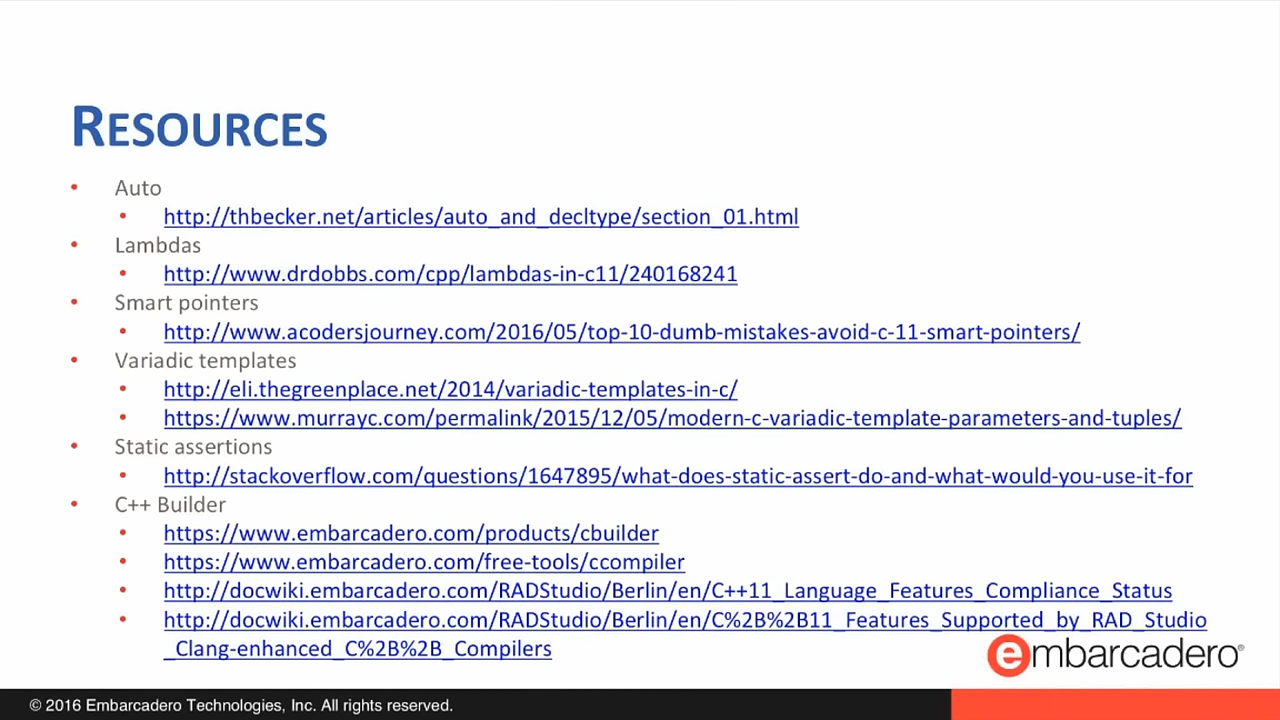 RESOURCES
• Auto
• http://thbecker.net/articles/auto_and_decltype/section_01.html
• Lambdas
• http://www.drdobbs.com/cpp/lambdas-in-c11/240168241
• Smart pointers
• http://www.acodersjourney.com/2016/05/top-10-dumb-mistakes-avoid-c-11-smart-pointers/
• Variadic templates
• http://eli.thegreenplace.net/2014/variadic-templates-in-c/
• https://www.murrayc.com/permalink/2015/12/05/modern-c-variadic-template-parameters-and-tuples/
• Static assertions
• http://stackoverflow.com/questions/1647895/what-does-static-assert-do-and-what-would-you-use-it-for
• C++ Builder
• https://www.embarcadero.com/products/cbuilder
• https://www.embarcadero.com/free-tools/ccompiler
• http://docwiki.embarcadero.com/RADStudio/Berlin/en/C++11_Language_Features_Compliance_Status
• http://docwiki.embarcadero.com/RADStudio/Berlin/en/C%2B%2B11_Features_Supported_by_RAD_Studio
_Clang-enhanced_C%2B%2B_Compilers
embarcadero®
© 2016 Embarcadero Technologies, Inc. All rights reserved.